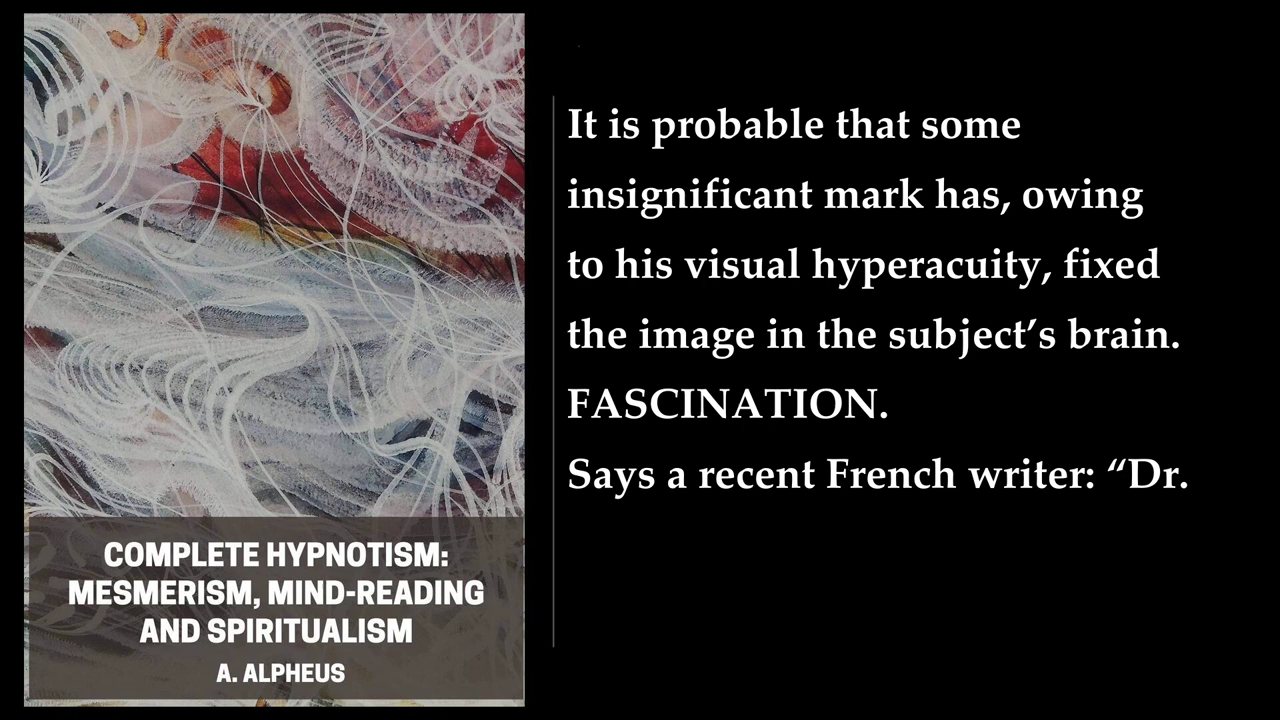 COMPLETE HYPNOTISM:
MESMERISM, MIND-READING
AND SPIRITUALISM
A. ALPHEUS
It is probable that some
insignificant mark has, owing
to his visual hyperacuity, fixed
the image in the subject’s brain.
FASCINATION.
Says a recent French writer: “Dr.